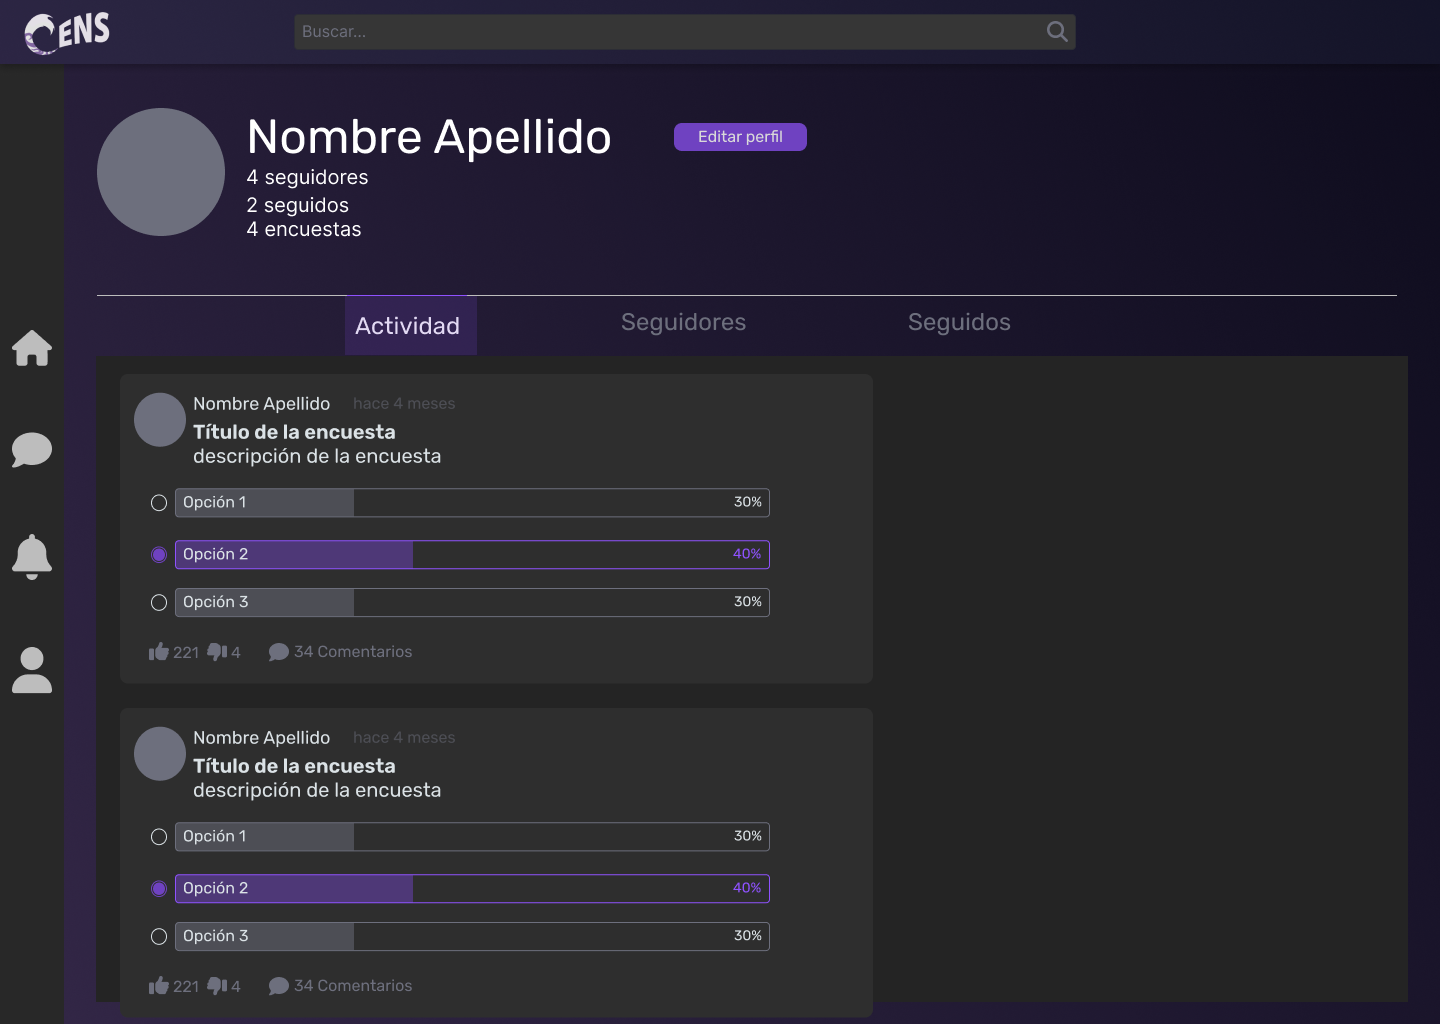 CENS
Buscar...
Nombre Apellido
Editar perfil
4 seguidores
2 seguidos
4 encuestas
Actividad
Seguidores
Seguidos
Nombre Apellido hace 4 meses
Título de la encuesta
descripción de la encuesta
Opción 1 30%
Opción 2 40%
Opción 3 30%
221 4 34 Comentarios
Nombre Apellido hace 4 meses
Título de la encuesta
descripción de la encuesta
Opción 1 30%
Opción 2 40%
Opción 3 30%
221 4 34 Comentarios